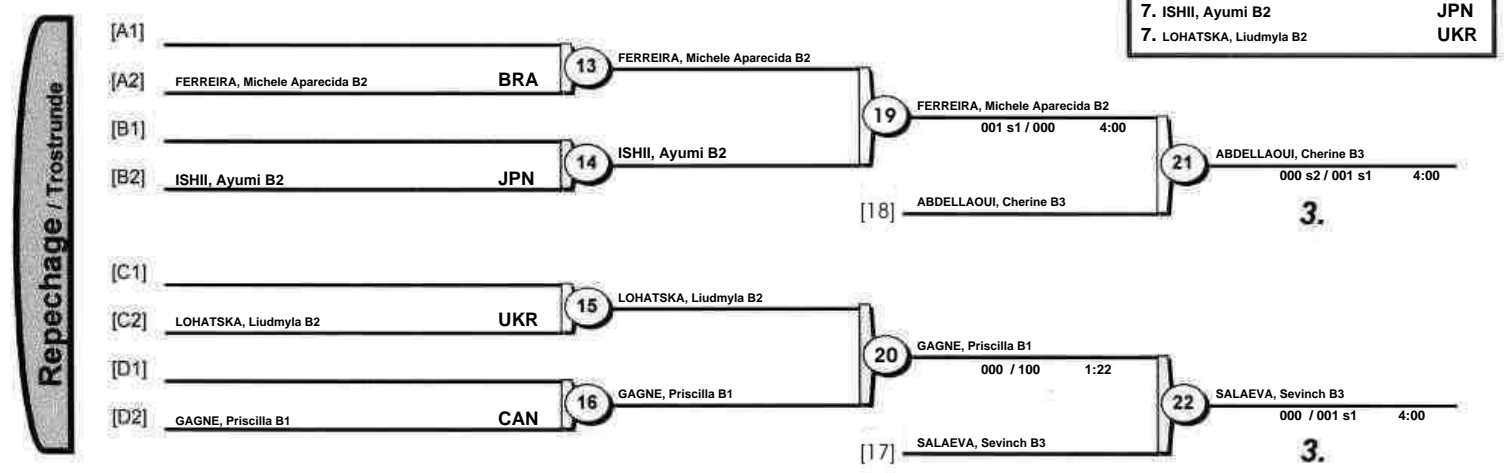 7. ISHII, Ayumi B2 JPN
7. LOHATSKA, Liudmyla B2 UKR
Repechage / Trostrunde
[A1]
[A2] FERREIRA, Michele Aparecida B2 BRA
13
FERREIRA, Michele Aparecida B2
[B1]
[B2] ISHII, Ayumi B2 JPN
14
ISHII, Ayumi B2
19
FERREIRA, Michele Aparecida B2
001 s1 / 000 4:00
[18] ABDELLAOUI, Cherine B3
21
ABDELLAOUI, Cherine B3
000 s2 / 001 s1 4:00
3.
[C1]
[C2] LOHATSKA, Liudmyla B2 UKR
15
LOHATSKA, Liudmyla B2
[D1]
[D2] GAGNE, Priscilla B1 CAN
16
GAGNE, Priscilla B1
20
GAGNE, Priscilla B1
000 / 100 1:22
[17] SALAEVA, Sevinch B3
22
SALAEVA, Sevinch B3
000 / 001 s1 4:00
3.